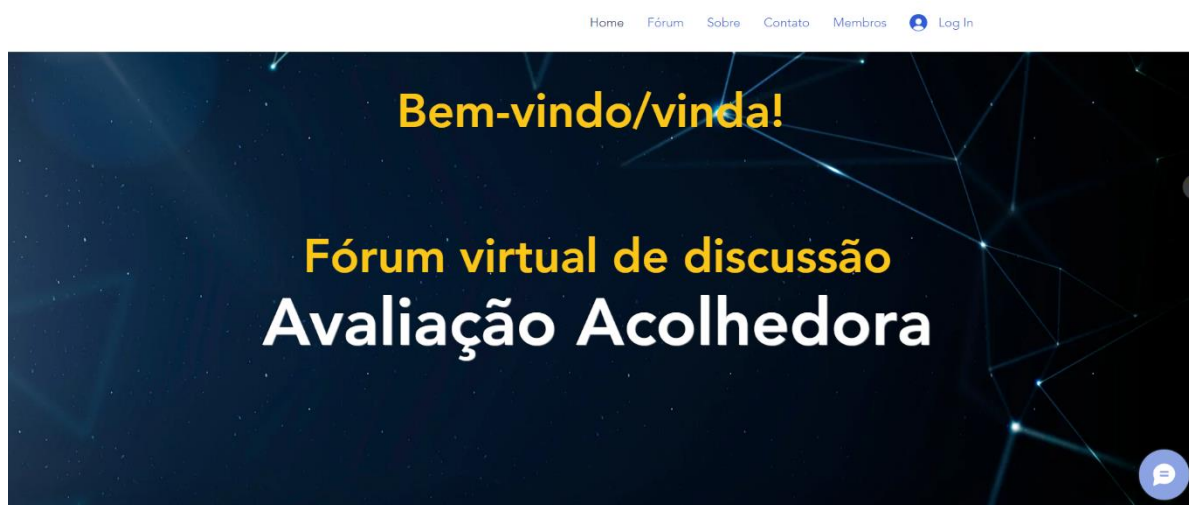 Home Fórum Sobre Contato Membros Log In
Bem-vindo/vinda!
Fórum virtual de discussão
Avaliação Acolhedora